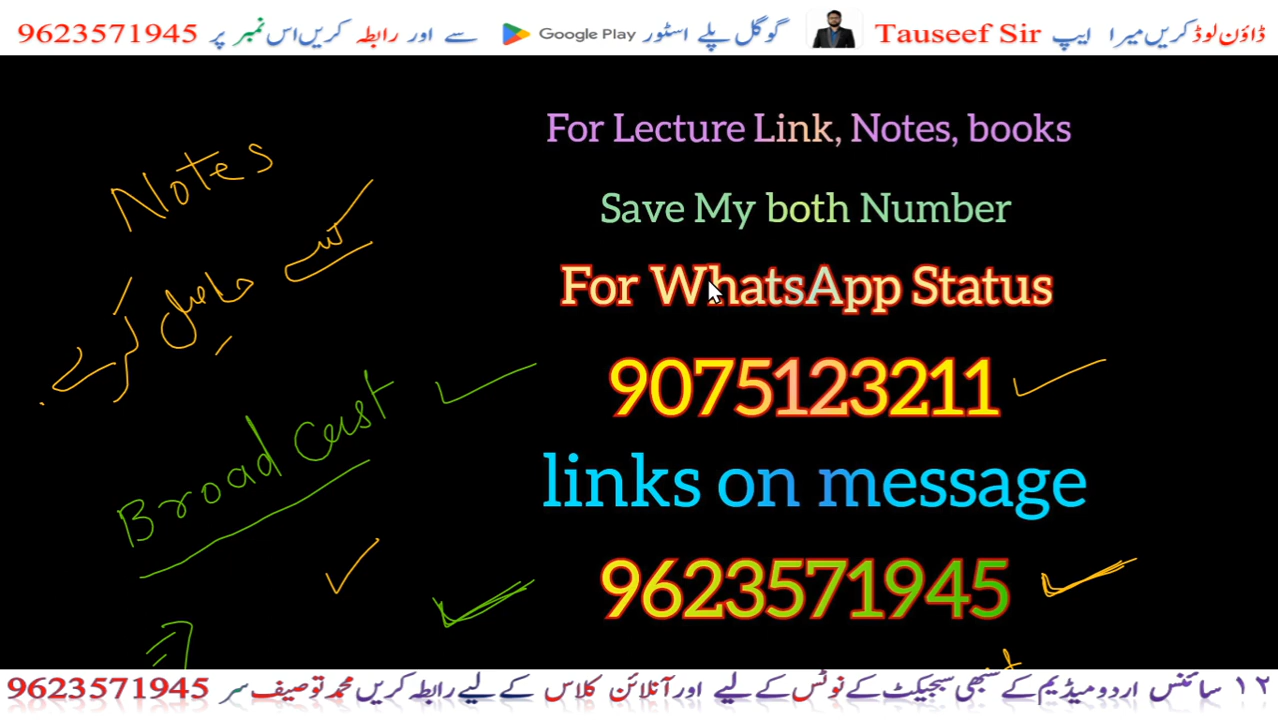 ڈاؤن لوڈ کریں میرا ایپ Tauseef Sir گوگل پلے اسٹور Google Play سے اور رابطہ کریں اس نمبر پر 9623571945
For Lecture Link, Notes, books
Save My both Number
For WhatsApp Status
9075123211
links on message
9623571945
Notes
حاصل کرے
Broad Cast
۱۲ سائنس اردو میڈیم کے سبھی سبجیکٹ کے نوٹس کے لیے اور آنلائن کلاس کے لیے رابطہ کریں محمد توصیف سر 9623571945